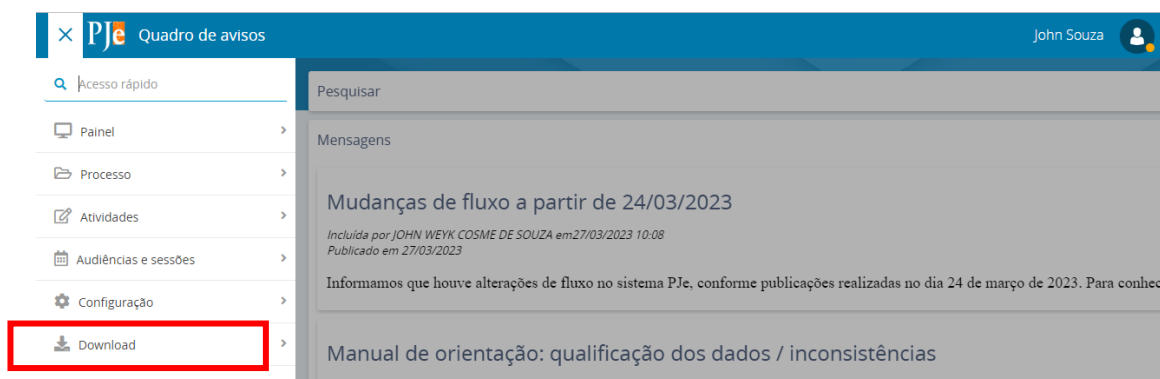 PJe Quadro de avisos
John Souza
Acesso rápido
Painel
Processo
Atividades
Audiências e sessões
Configuração
Download
Pesquisar
Mensagens
Mudanças de fluxo a partir de 24/03/2023
Incluída por JOHN WEYK COSME DE SOUZA em27/03/2023 10:08
Publicado em 27/03/2023
Informamos que houve alterações de fluxo no sistema PJe, conforme publicações realizadas no dia 24 de março de 2023. Para conhec
Manual de orientação: qualificação dos dados / inconsistências